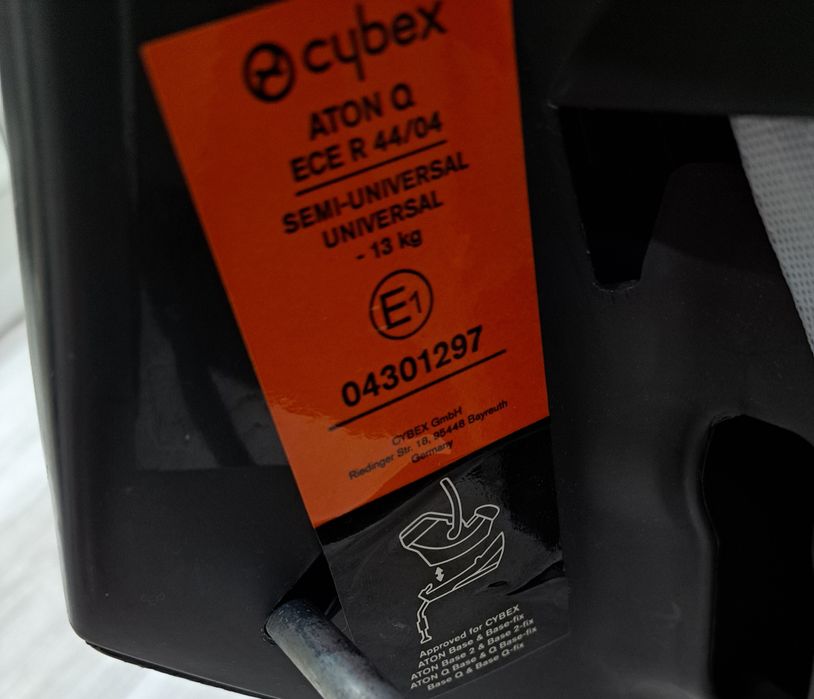 cybex
ATON Q
ECE R 44/04
SEMI-UNIVERSAL
UNIVERSAL
- 13 kg
E1
04301297
CYBEX GmbH
Riedinger Str. 18, 95448 Bayreuth
Germany
Approved for CYBEX
ATON Base & Base-fix
ATON Base 2 & Base 2-fix
ATON Q Base & Q Base-fix
Base Q & Base Q-fix